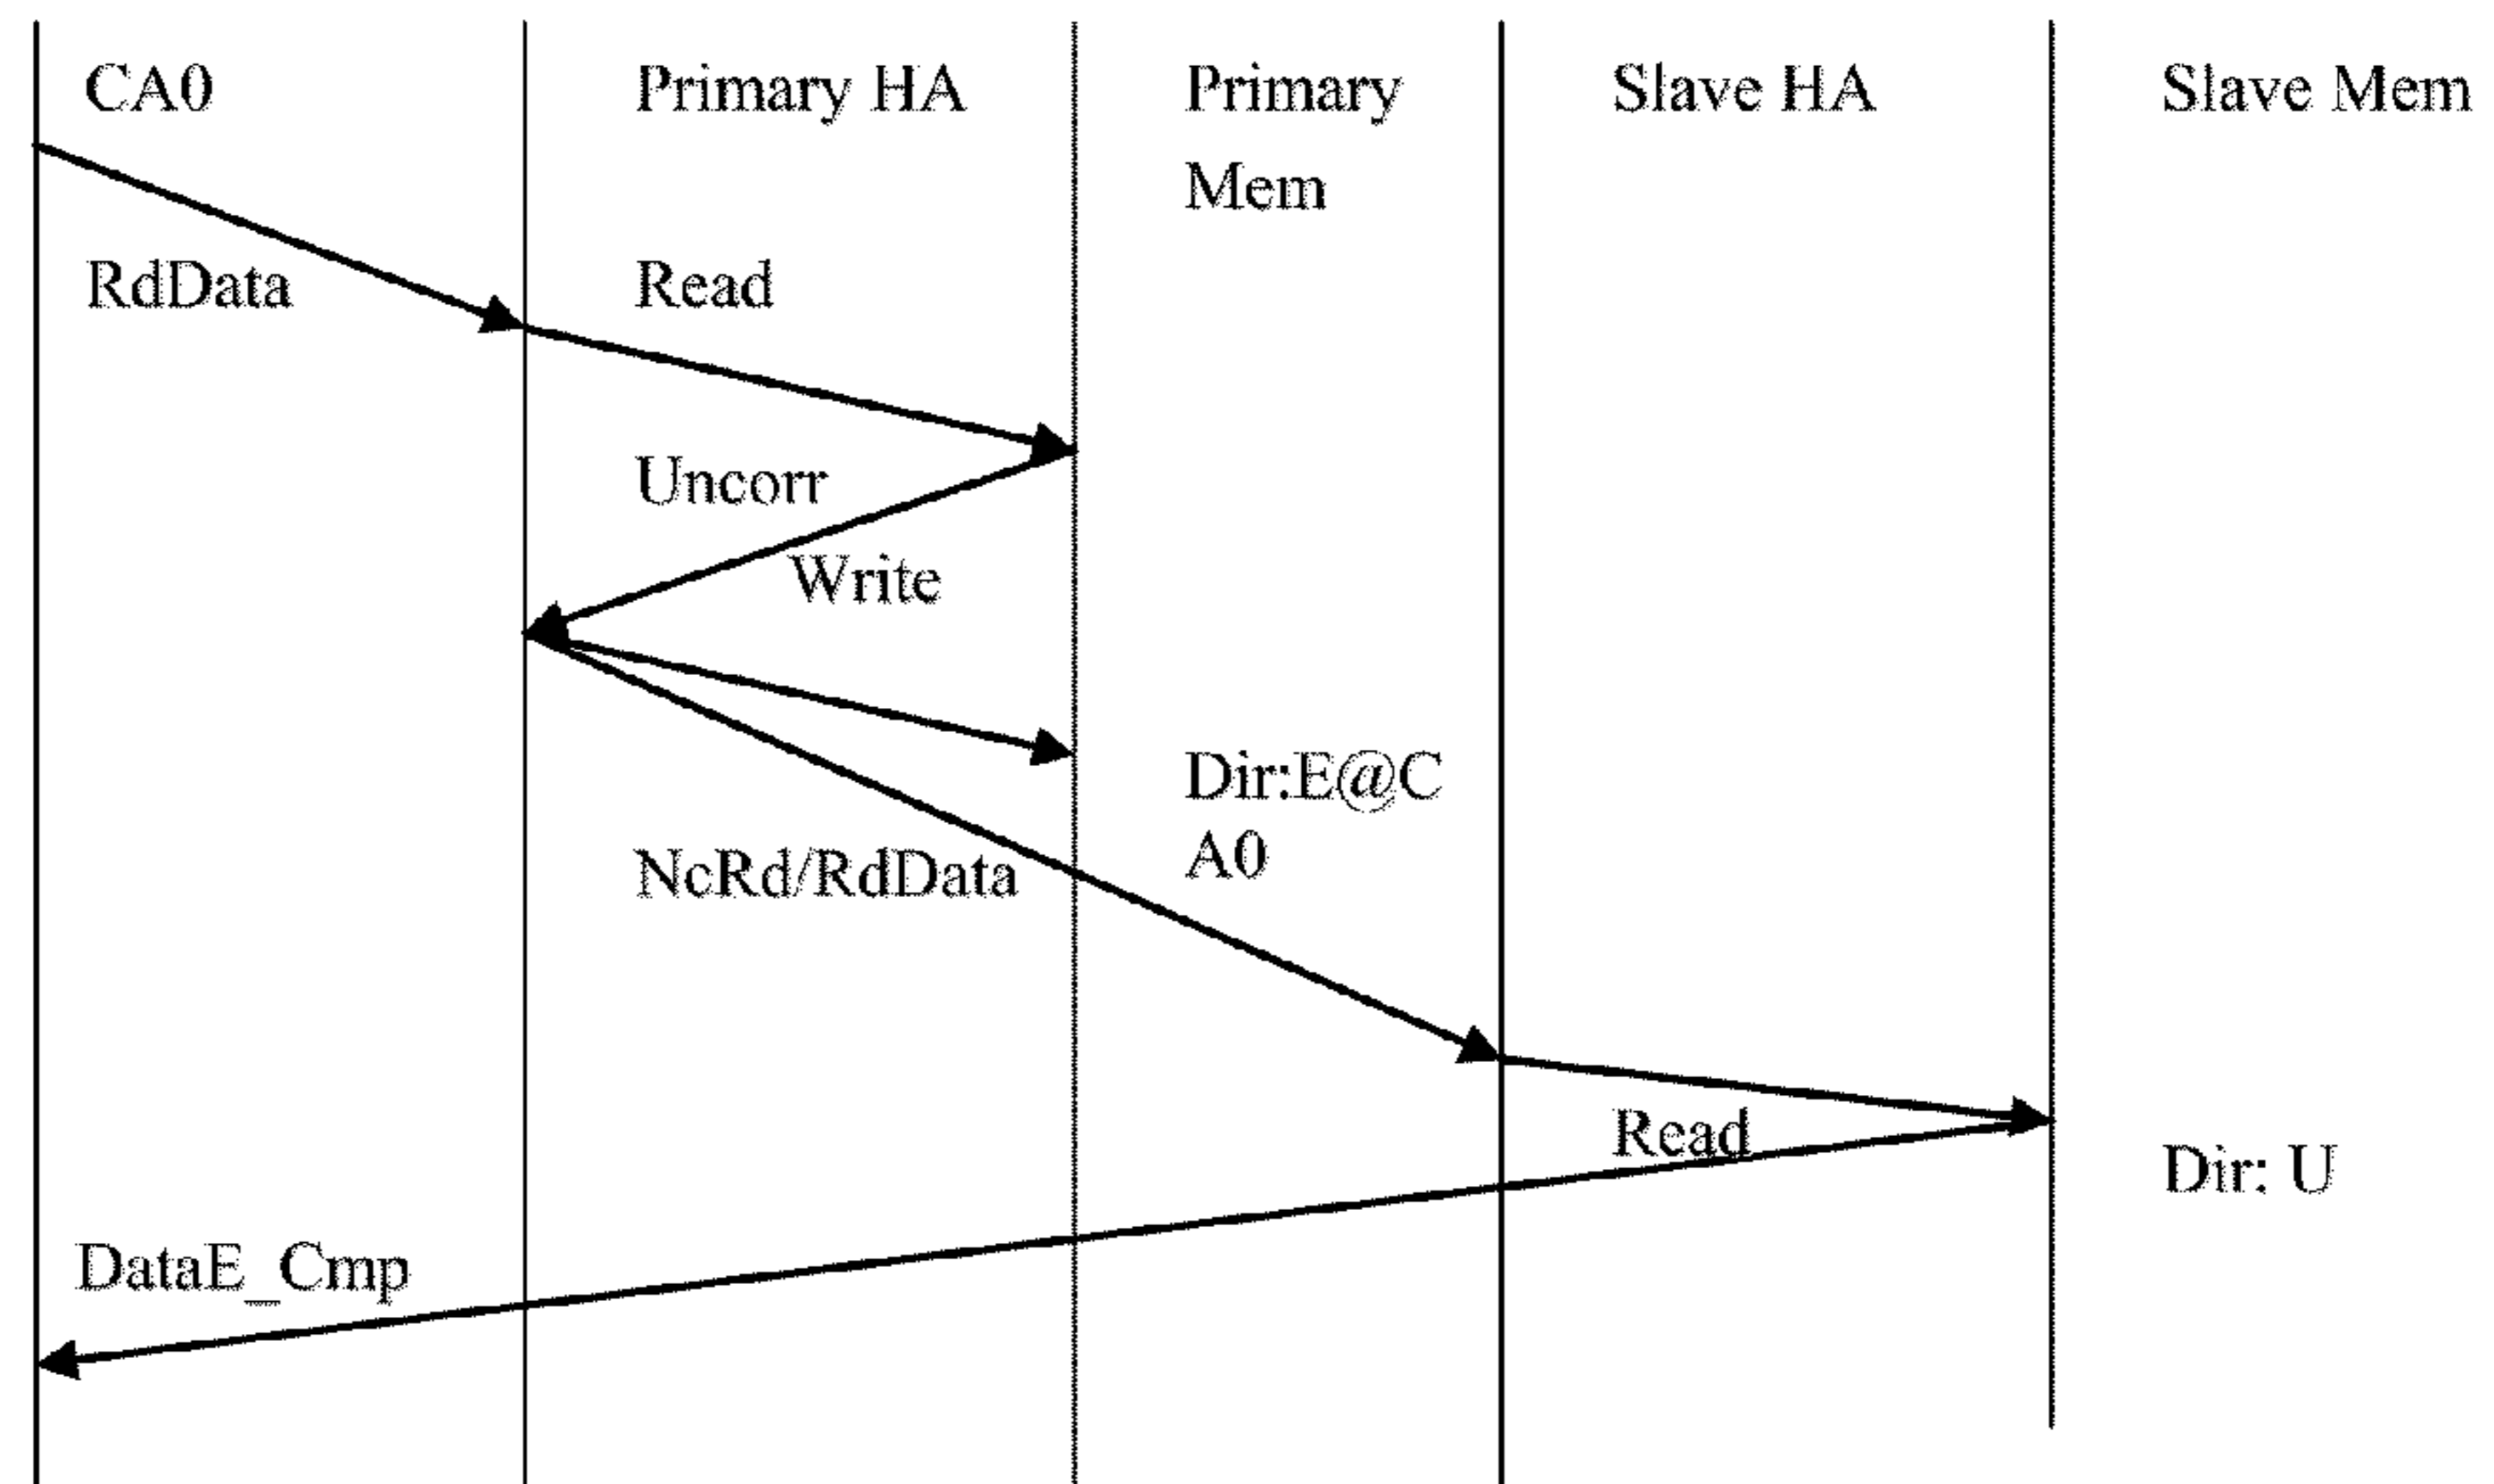 CA0
Primary HA
Primary
Mem
Slave HA
Slave Mem
RdData
Read
Uncorr
Write
Dir:E@C
A0
NcRd/RdData
Read
Dir: U
DataE_Cmp